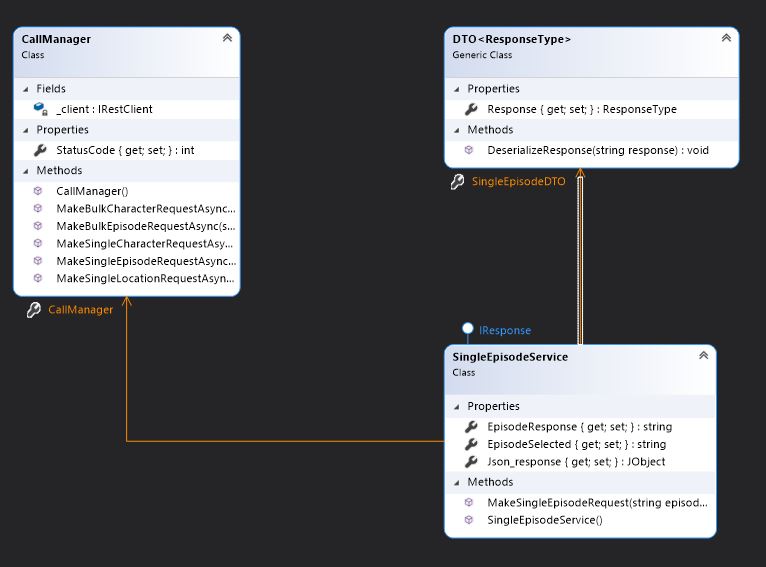 CallManager
Class
Fields
_client : IRestClient
Properties
StatusCode { get; set; } : int
Methods
CallManager()
MakeBulkCharacterRequestAsync...
MakeBulkEpisodeRequestAsync(s...
MakeSingleCharacterRequestAsy...
MakeSingleEpisodeRequestAsync...
MakeSingleLocationRequestAsyn...
CallManager
DTO<ResponseType>
Generic Class
Properties
Response { get; set; } : ResponseType
Methods
DeserializeResponse(string response) : void
SingleEpisodeDTO
IResponse
SingleEpisodeService
Class
Properties
EpisodeResponse { get; set; } : string
EpisodeSelected { get; set; } : string
Json_response { get; set; } : JObject
Methods
MakeSingleEpisodeRequest(string episod...
SingleEpisodeService()